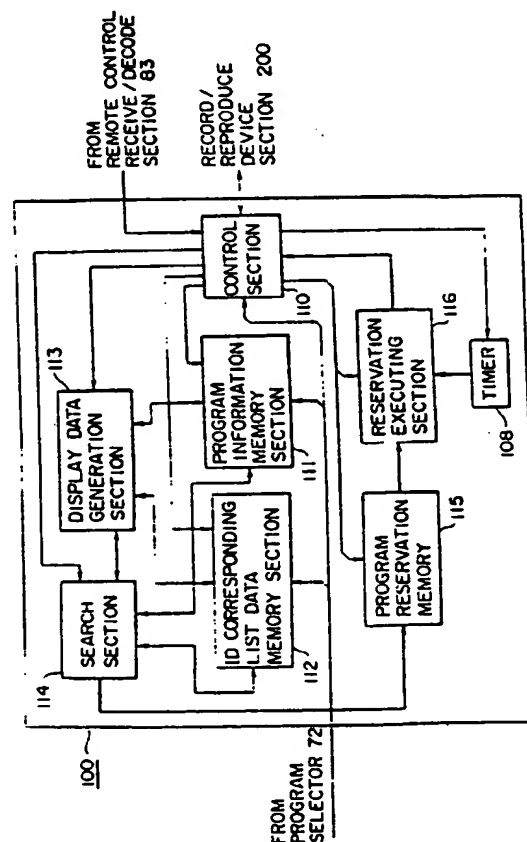 FROM
REMOTE CONTROL
RECEIVE/DECODE
SECTION 83
RECORD/
REPRODUCE
DEVICE
SECTION 200
100
114
SEARCH
SECTION
113
DISPLAY DATA
GENERATION
SECTION
CONTROL
SECTION
110
ID CORRESPONDING
LIST DATA
MEMORY SECTION
112
PROGRAM
INFORMATION
MEMORY
SECTION
111
PROGRAM
RESERVATION
MEMORY
115
RESERVATION
EXECUTING
SECTION
116
TIMER
108
FROM
PROGRAM
SELECTOR 72